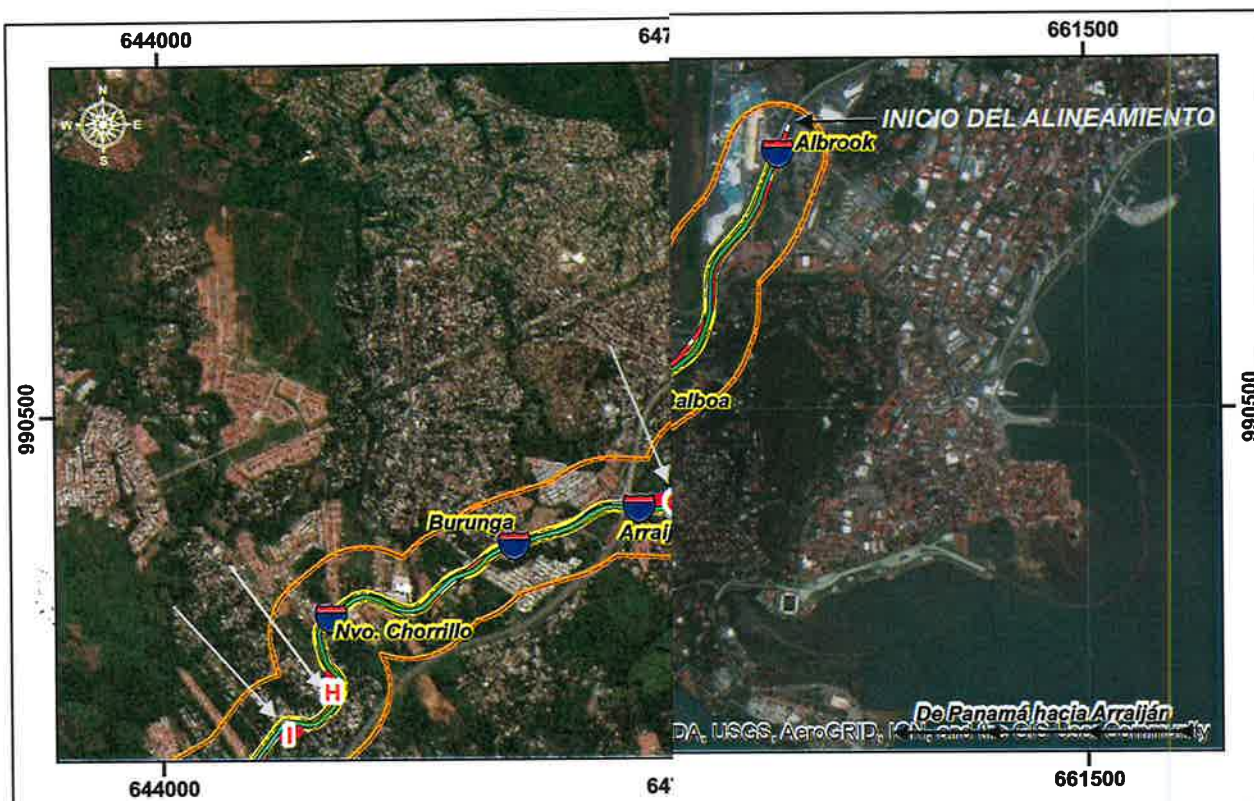 644000
647
661500
N
W E
S
INICIO DEL ALINEAMIENTO
Albrook
990500
990500
Balboa
Burunga
Arraij
Nvo. Chorrillo
H
I
De Panamá hacia Arraiján
DA, USGS, AeroGRID, IGN, and the GIS User Community
644000
64
661500